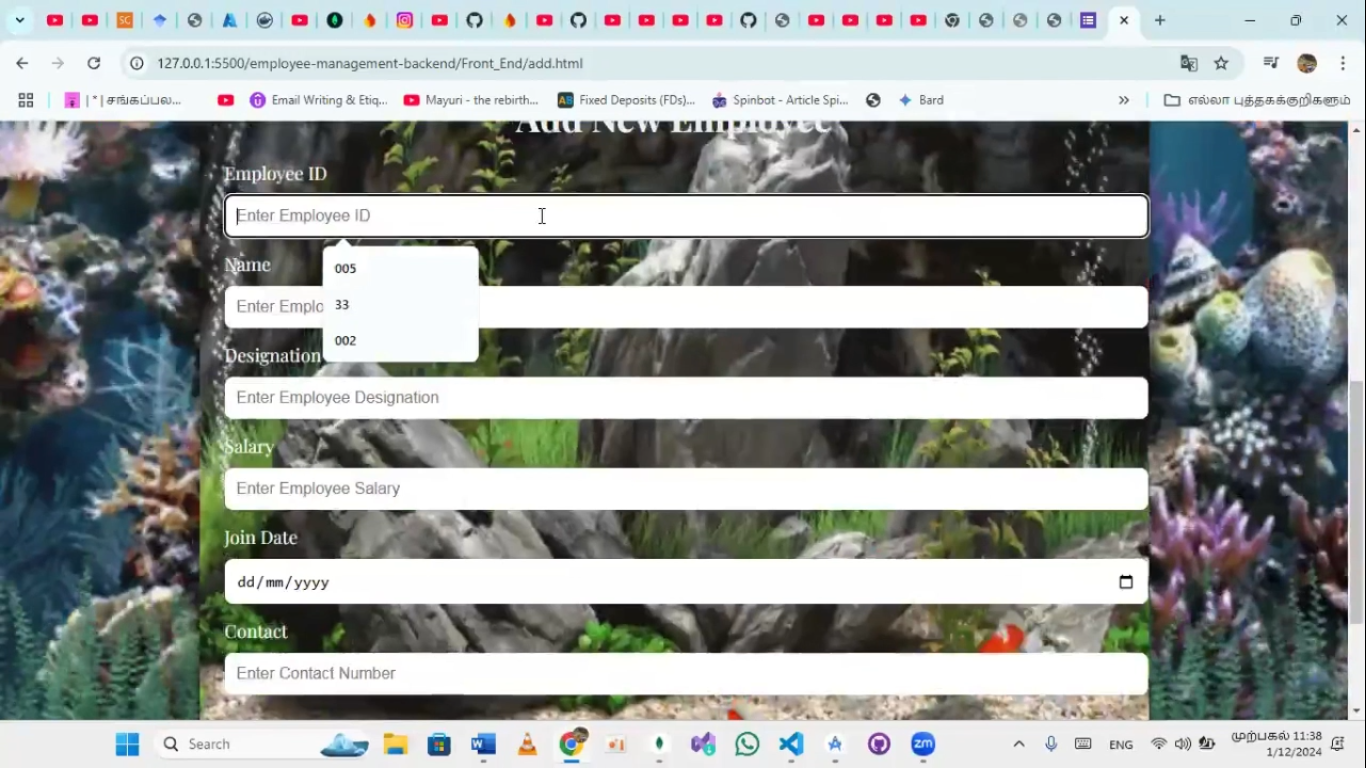 SC
127.0.0.1:5500/employee-management-backend/Front_End/add.html
| * | சங்கப்பல...
Email Writing & Etiq...
Mayuri - the rebirth...
AB
Fixed Deposits (FDs)...
Spinbot - Article Spi...
Bard
எல்லா புத்தகக்குறிகளும்
Add New Employee
Employee ID
Enter Employee ID
005
Name
33
Enter Emplo
002
Designation
Enter Employee Designation
Salary
Enter Employee Salary
Join Date
dd/mm/yyyy
Contact
Enter Contact Number
Search
zm
ENG
முற்பகல் 11:38
1/12/2024